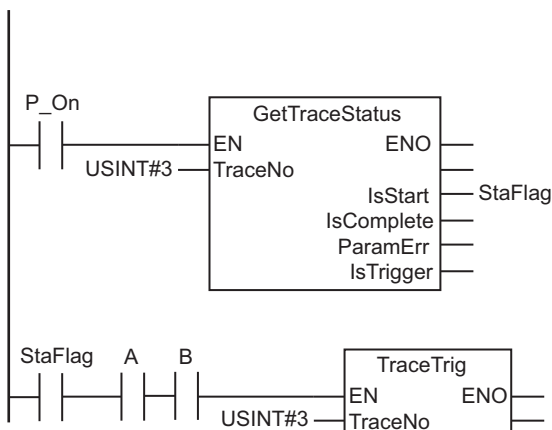 P_On
GetTraceStatus
EN ENO
USINT#3 TraceNo
IsStart StaFlag
IsComplete
ParamErr
IsTrigger
StaFlag A B
TraceTrig
EN ENO
USINT#3 TraceNo